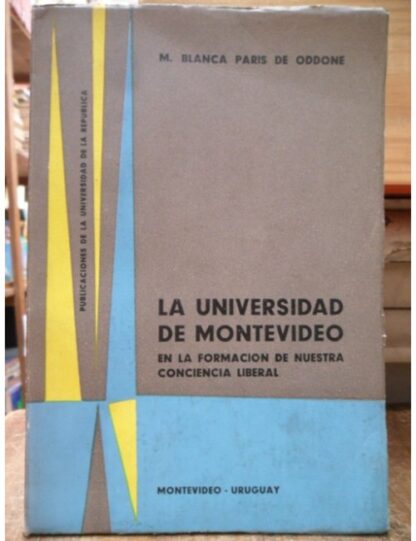 M. BLANCA PARIS DE ODDONE
PUBLICACIONES DE LA UNIVERSIDAD DE LA REPUBLICA
LA UNIVERSIDAD
DE MONTEVIDEO
EN LA FORMACION DE NUESTRA
CONCIENCIA LIBERAL
MONTEVIDEO - URUGUAY